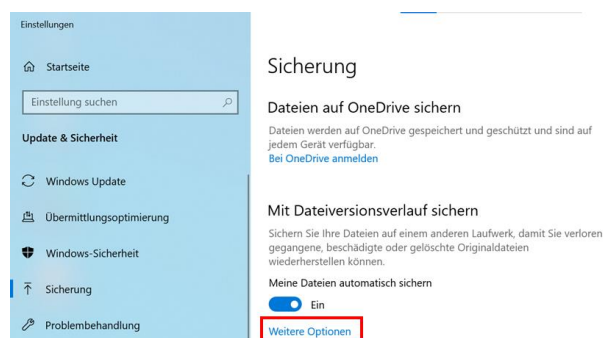 Einstellungen
Startseite
Einstellung suchen
Update & Sicherheit
Windows Update
Übermittlungsoptimierung
Windows-Sicherheit
Sicherung
Problembehandlung
Sicherung
Dateien auf OneDrive sichern
Dateien werden auf OneDrive gespeichert und geschützt und sind auf
jedem Gerät verfügbar.
Bei OneDrive anmelden
Mit Dateiversionsverlauf sichern
Sichern Sie Ihre Dateien auf einem anderen Laufwerk, damit Sie verloren
gegangene, beschädigte oder gelöschte Originaldateien
wiederherstellen können.
Meine Dateien automatisch sichern
Ein
Weitere Optionen